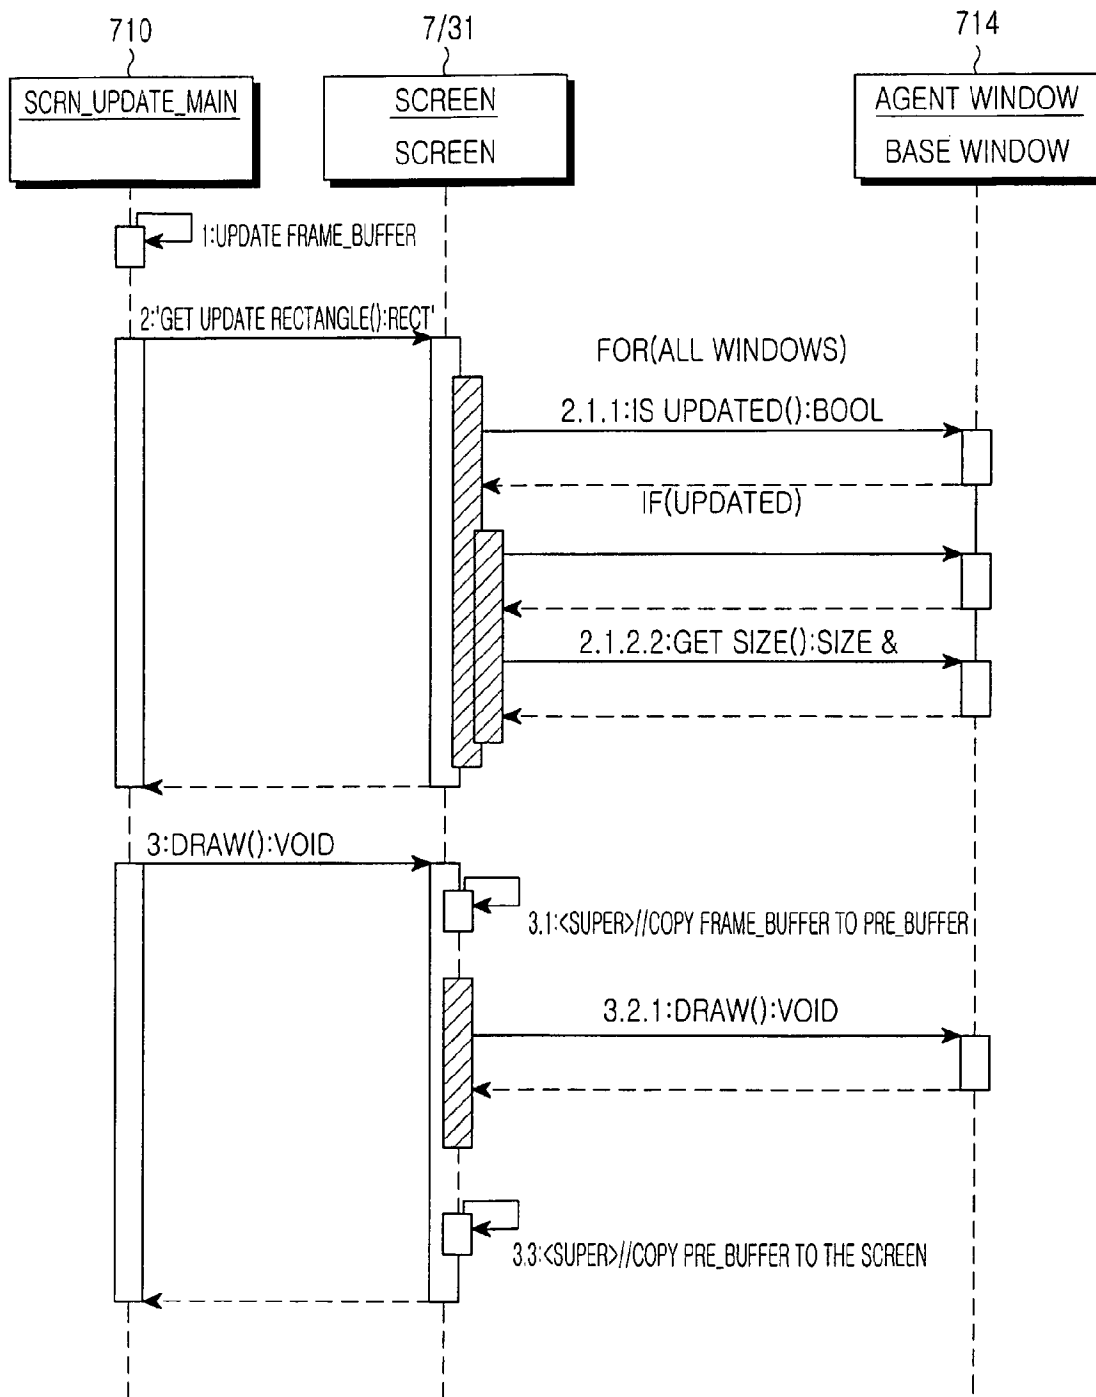 710
7/31
714
SCRN_UPDATE_MAIN
SCREEN
SCREEN
AGENT WINDOW
BASE WINDOW
1:UPDATE FRAME_BUFFER
2:'GET UPDATE RECTANGLE():RECT'
FOR(ALL WINDOWS)
2.1.1:IS UPDATED():BOOL
IF(UPDATED)
2.1.2.2:GET SIZE():SIZE &
3:DRAW():VOID
3.1:<SUPER>//COPY FRAME_BUFFER TO PRE_BUFFER
3.2.1:DRAW():VOID
3.3:<SUPER>//COPY PRE_BUFFER TO THE SCREEN